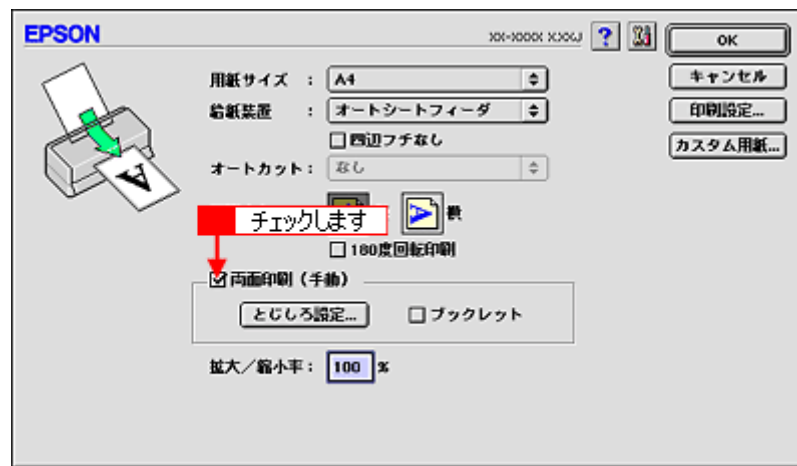 EPSON
XX-XXXX XXXJ
?
OK
用紙サイズ : A4
キャンセル
給紙装置 : オートシートフィーダ
印刷設定...
四辺フチなし
カスタム用紙...
オートカット: なし
A
チェックします
A
横
180度回転印刷
両面印刷(手動)
とじしろ設定...
ブックレット
拡大/縮小率: 100 %